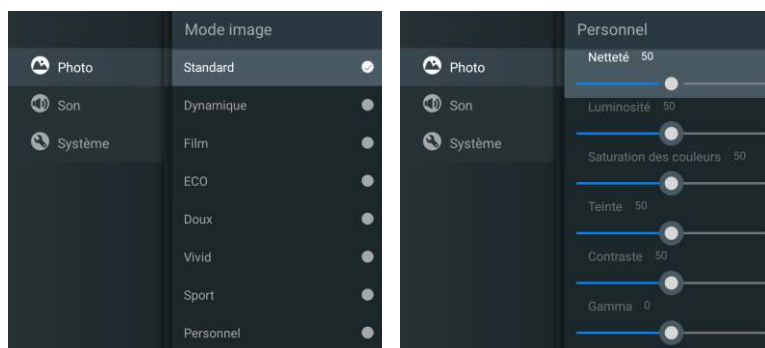 Mode image
Photo
Standard
Son
Dynamique
Système
Film
ECO
Doux
Vivid
Sport
Personnel
Personnel
Netteté 50
Photo
Luminosité 50
Son
Saturation des couleurs 50
Système
Teinte 50
Contraste 50
Gamma 0